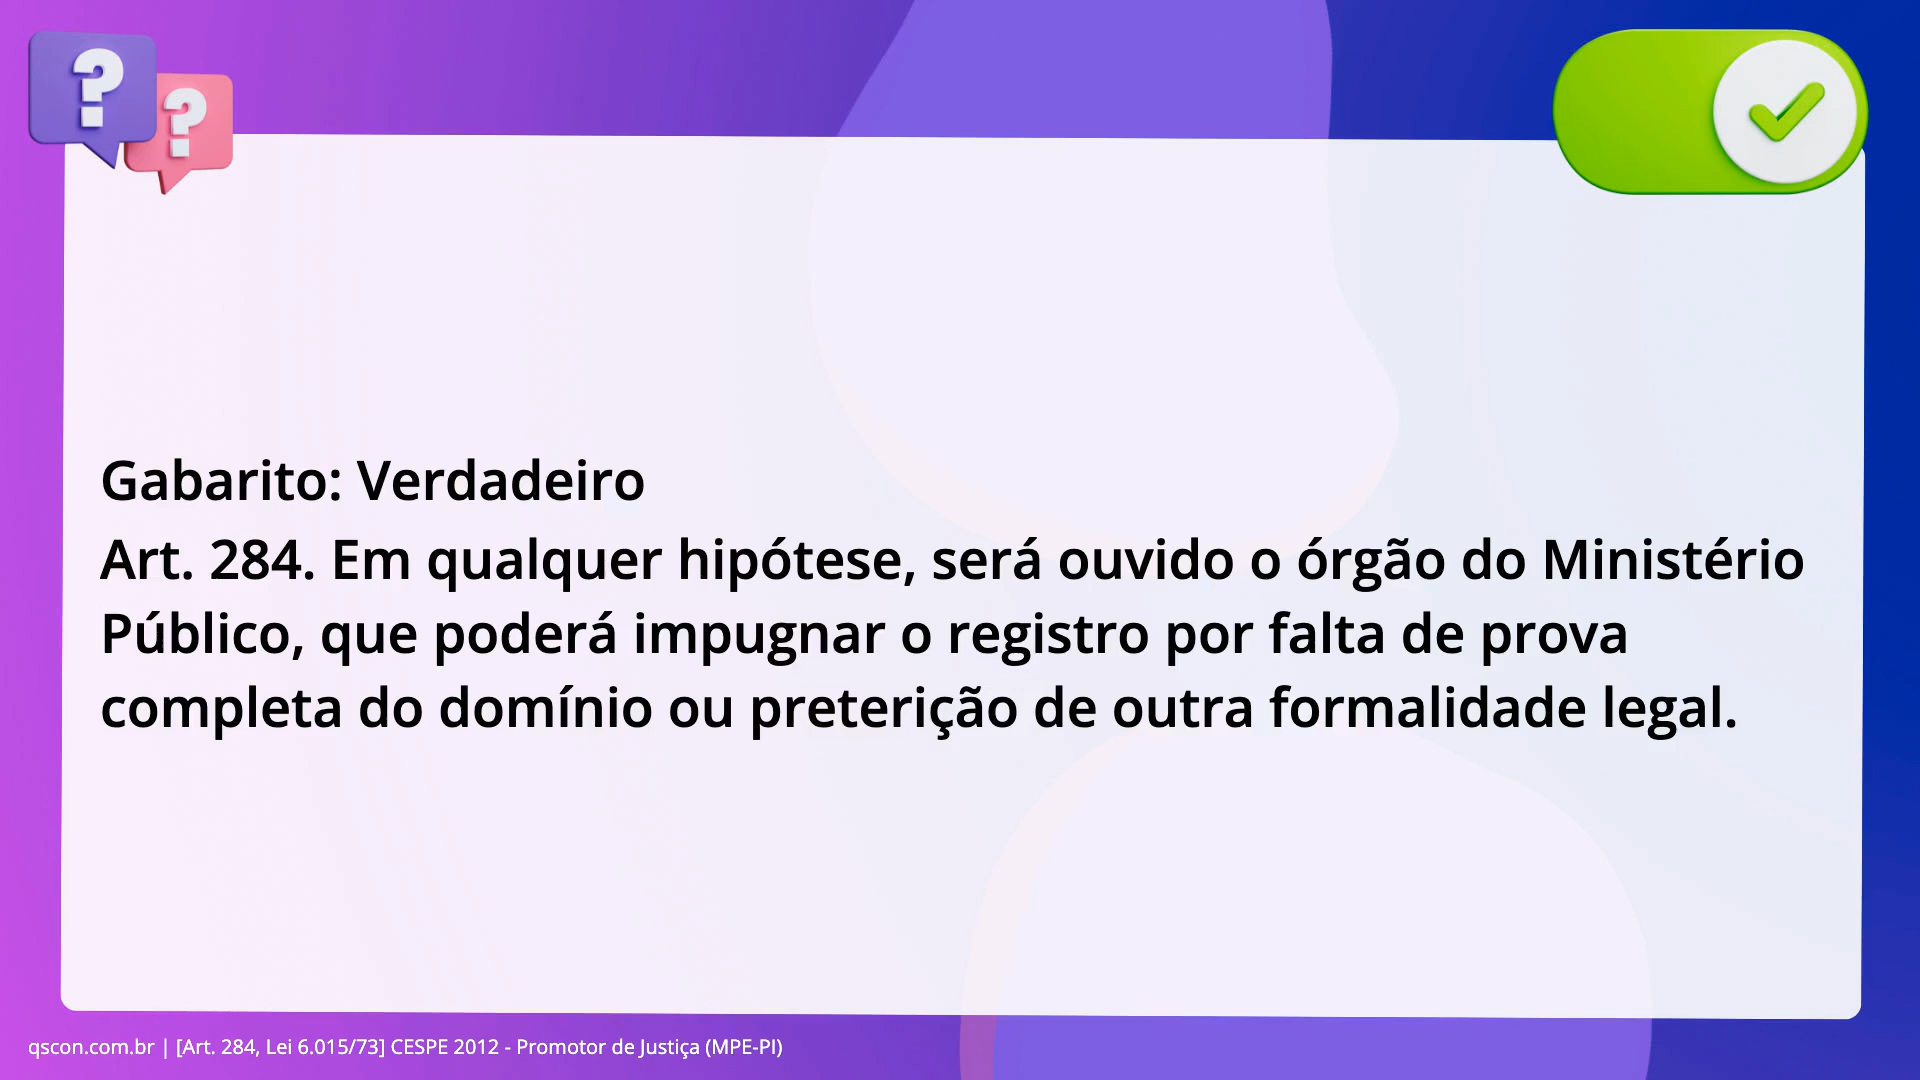 Gabarito: Verdadeiro
Art. 284. Em qualquer hipótese, será ouvido o órgão do Ministério
Público, que poderá impugnar o registro por falta de prova
completa do domínio ou preterição de outra formalidade legal.
qscon.com.br | [Art. 284, Lei 6.015/73] CESPE 2012 - Promotor de Justiça (MPE-PI)